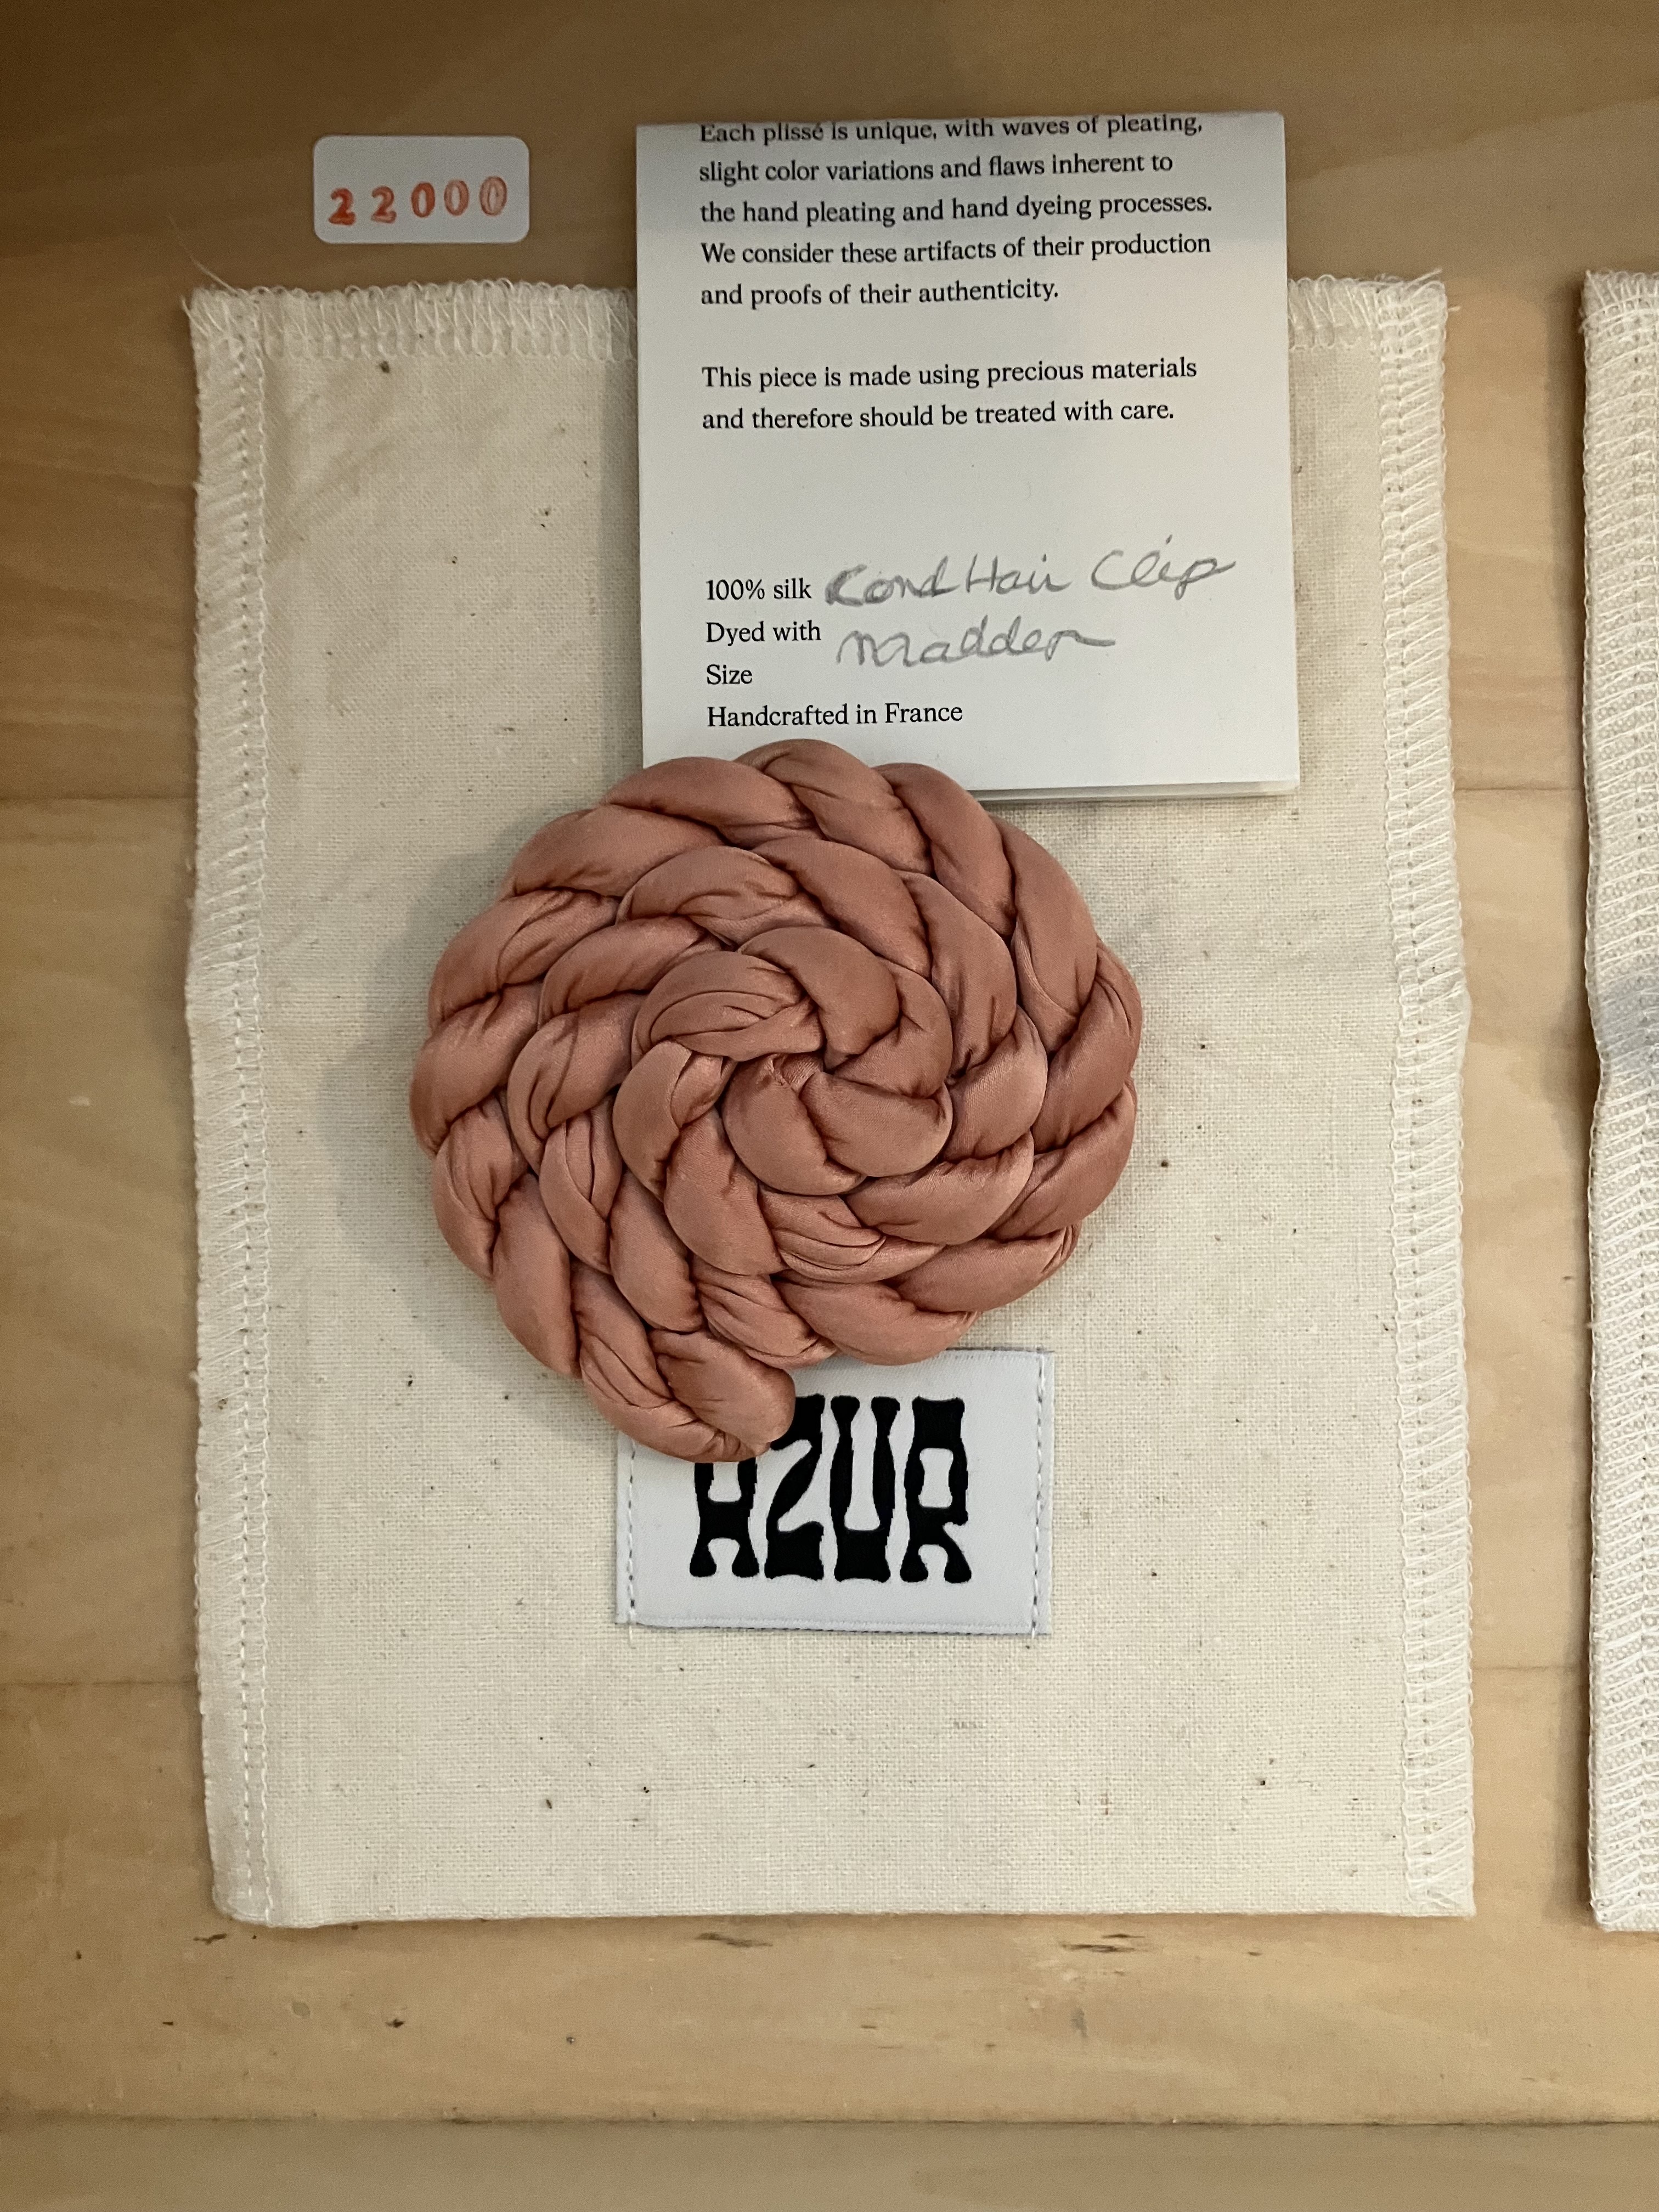 22000
Each plissé is unique, with waves of pleating,
slight color variations and flaws inherent to
the hand pleating and hand dyeing processes.
We consider these artifacts of their production
and proofs of their authenticity.
This piece is made using precious materials
and therefore should be treated with care.
100% silk Cord Hair Clip
Dyed with Madder
Size
Handcrafted in France
AZUR